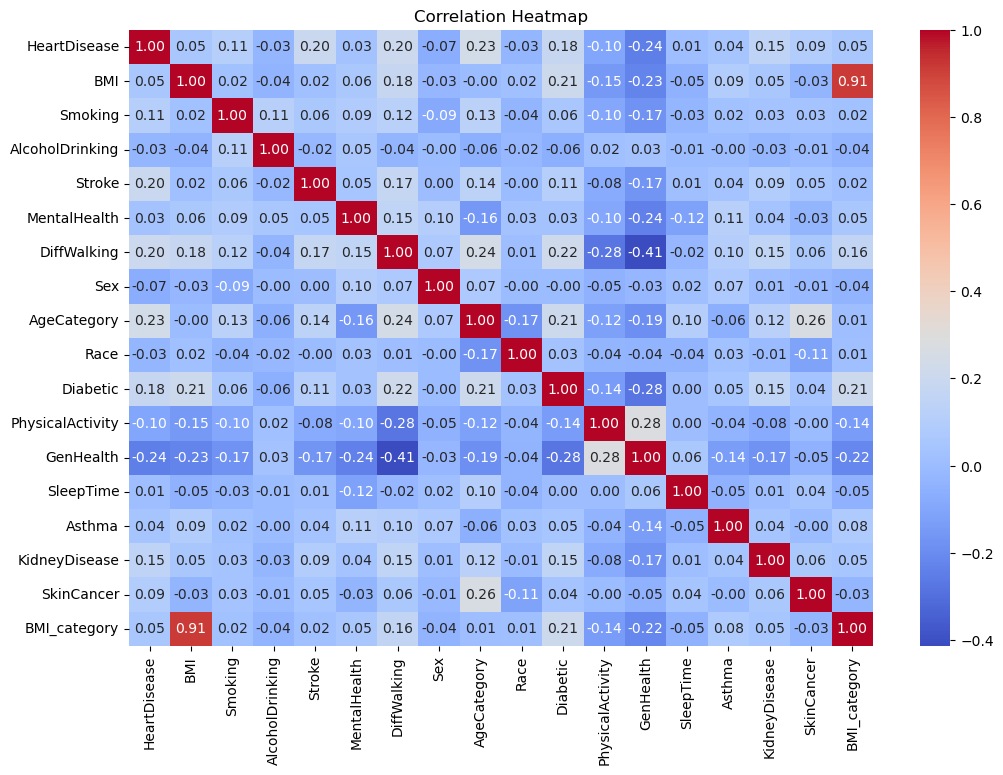 Correlation Heatmap
HeartDisease 1.00 0.05 0.11 -0.03 0.20 0.03 0.20 -0.07 0.23 -0.03 0.18 -0.10 -0.24 0.01 0.04 0.15 0.09 0.05
BMI 0.05 1.00 0.02 -0.04 0.02 0.06 0.18 -0.03 -0.00 0.02 0.21 -0.15 -0.23 -0.05 0.09 0.05 -0.03 0.91
Smoking 0.11 0.02 1.00 0.11 0.06 0.09 0.12 -0.09 0.13 -0.04 0.06 -0.10 -0.17 -0.03 0.02 0.03 0.03 0.02
AlcoholDrinking -0.03 -0.04 0.11 1.00 -0.02 0.05 -0.04 -0.00 -0.06 -0.02 -0.06 0.02 0.03 -0.01 -0.00 -0.03 -0.01 -0.04
Stroke 0.20 0.02 0.06 -0.02 1.00 0.05 0.17 0.00 0.14 -0.00 0.11 -0.08 -0.17 0.01 0.04 0.09 0.05 0.02
MentalHealth 0.03 0.06 0.09 0.05 0.05 1.00 0.15 0.10 -0.16 0.03 0.03 -0.10 -0.24 -0.12 0.11 0.04 -0.03 0.05
DiffWalking 0.20 0.18 0.12 -0.04 0.17 0.15 1.00 0.07 0.24 0.01 0.22 -0.28 -0.41 -0.02 0.10 0.15 0.06 0.16
Sex -0.07 -0.03 -0.09 -0.00 0.00 0.10 0.07 1.00 0.07 -0.00 -0.00 -0.05 -0.03 0.02 0.07 0.01 -0.01 -0.04
AgeCategory 0.23 -0.00 0.13 -0.06 0.14 -0.16 0.24 0.07 1.00 -0.17 0.21 -0.12 -0.19 0.10 -0.06 0.12 0.26 0.01
Race -0.03 0.02 -0.04 -0.02 -0.00 0.03 0.01 -0.00 -0.17 1.00 0.03 -0.04 -0.04 -0.04 0.03 -0.01 -0.11 0.01
Diabetic 0.18 0.21 0.06 -0.06 0.11 0.03 0.22 -0.00 0.21 0.03 1.00 -0.14 -0.28 0.00 0.05 0.15 0.04 0.21
PhysicalActivity -0.10 -0.15 -0.10 0.02 -0.08 -0.10 -0.28 -0.05 -0.12 -0.04 -0.14 1.00 0.28 0.00 -0.04 -0.08 -0.00 -0.14
GenHealth -0.24 -0.23 -0.17 0.03 -0.17 -0.24 -0.41 -0.03 -0.19 -0.04 -0.28 0.28 1.00 0.06 -0.14 -0.17 -0.05 -0.22
SleepTime 0.01 -0.05 -0.03 -0.01 0.01 -0.12 -0.02 0.02 0.10 -0.04 0.00 0.00 0.06 1.00 -0.05 0.01 0.04 -0.05
Asthma 0.04 0.09 0.02 -0.00 0.04 0.11 0.10 0.07 -0.06 0.03 0.05 -0.04 -0.14 -0.05 1.00 0.04 -0.00 0.08
KidneyDisease 0.15 0.05 0.03 -0.03 0.09 0.04 0.15 0.01 0.12 -0.01 0.15 -0.08 -0.17 0.01 0.04 1.00 0.06 0.05
SkinCancer 0.09 -0.03 0.03 -0.01 0.05 -0.03 0.06 -0.01 0.26 -0.11 0.04 -0.00 -0.05 0.04 -0.00 0.06 1.00 -0.03
BMI_category 0.05 0.91 0.02 -0.04 0.02 0.05 0.16 -0.04 0.01 0.01 0.21 -0.14 -0.22 -0.05 0.08 0.05 -0.03 1.00
HeartDisease
BMI
Smoking
AlcoholDrinking
Stroke
MentalHealth
DiffWalking
Sex
AgeCategory
Race
Diabetic
PhysicalActivity
GenHealth
SleepTime
Asthma
KidneyDisease
SkinCancer
BMI_category
1.0
0.8
0.6
0.4
0.2
0.0
−0.2
−0.4